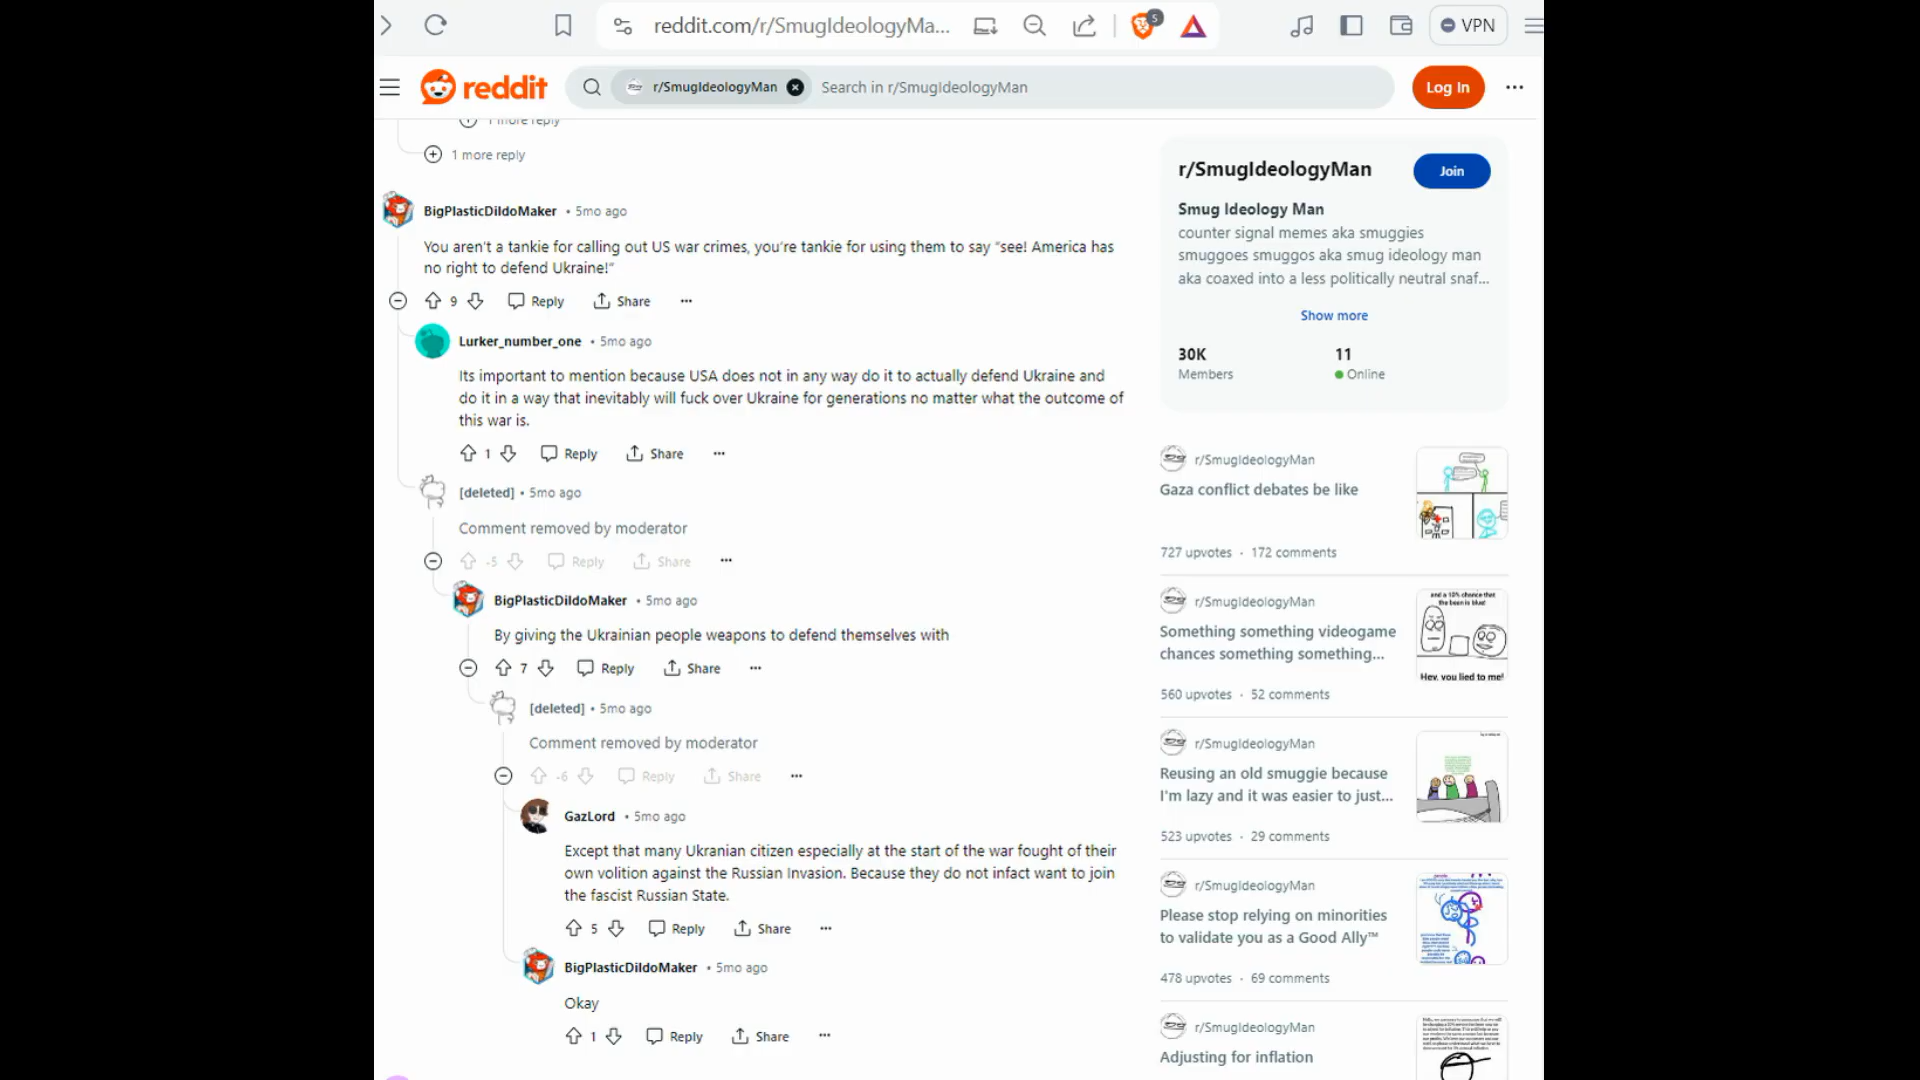 reddit.com/r/SmugIdeologyMa...
5
VPN
reddit
r/SmugIdeologyMan
Search in r/SmugIdeologyMan
Log In
1 more reply
1 more reply
BigPlasticDildoMaker • 5mo ago
You aren't a tankie for calling out US war crimes, you're tankie for using them to say "see! America has
no right to defend Ukraine!"
9 Reply Share
Lurker_number_one • 5mo ago
Its important to mention because USA does not in any way do it to actually defend Ukraine and
do it in a way that inevitably will fuck over Ukraine for generations no matter what the outcome of
this war is.
1 Reply Share
[deleted] • 5mo ago
Comment removed by moderator
-5 Reply Share
BigPlasticDildoMaker • 5mo ago
By giving the Ukrainian people weapons to defend themselves with
7 Reply Share
[deleted] • 5mo ago
Comment removed by moderator
-6 Reply Share
GazLord • 5mo ago
Except that many Ukranian citizen especially at the start of the war fought of their
own volition against the Russian Invasion. Because they do not infact want to join
the fascist Russian State.
5 Reply Share
BigPlasticDildoMaker • 5mo ago
Okay
1 Reply Share
r/SmugIdeologyMan
Join
Smug Ideology Man
counter signal memes aka smuggies
smuggoes smuggos aka smug ideology man
aka coaxed into a less politically neutral snaf...
Show more
30K 11
Members Online
r/SmugIdeologyMan
Gaza conflict debates be like
727 upvotes · 172 comments
r/SmugIdeologyMan
Something something videogame
chances something something...
560 upvotes · 52 comments
and a 10% chance that
the bean is blue!
Hey, you lied to me!
r/SmugIdeologyMan
Reusing an old smuggie because
I'm lazy and it was easier to just...
523 upvotes · 29 comments
r/SmugIdeologyMan
Please stop relying on minorities
to validate you as a Good Ally™
478 upvotes · 69 comments
r/SmugIdeologyMan
Adjusting for inflation